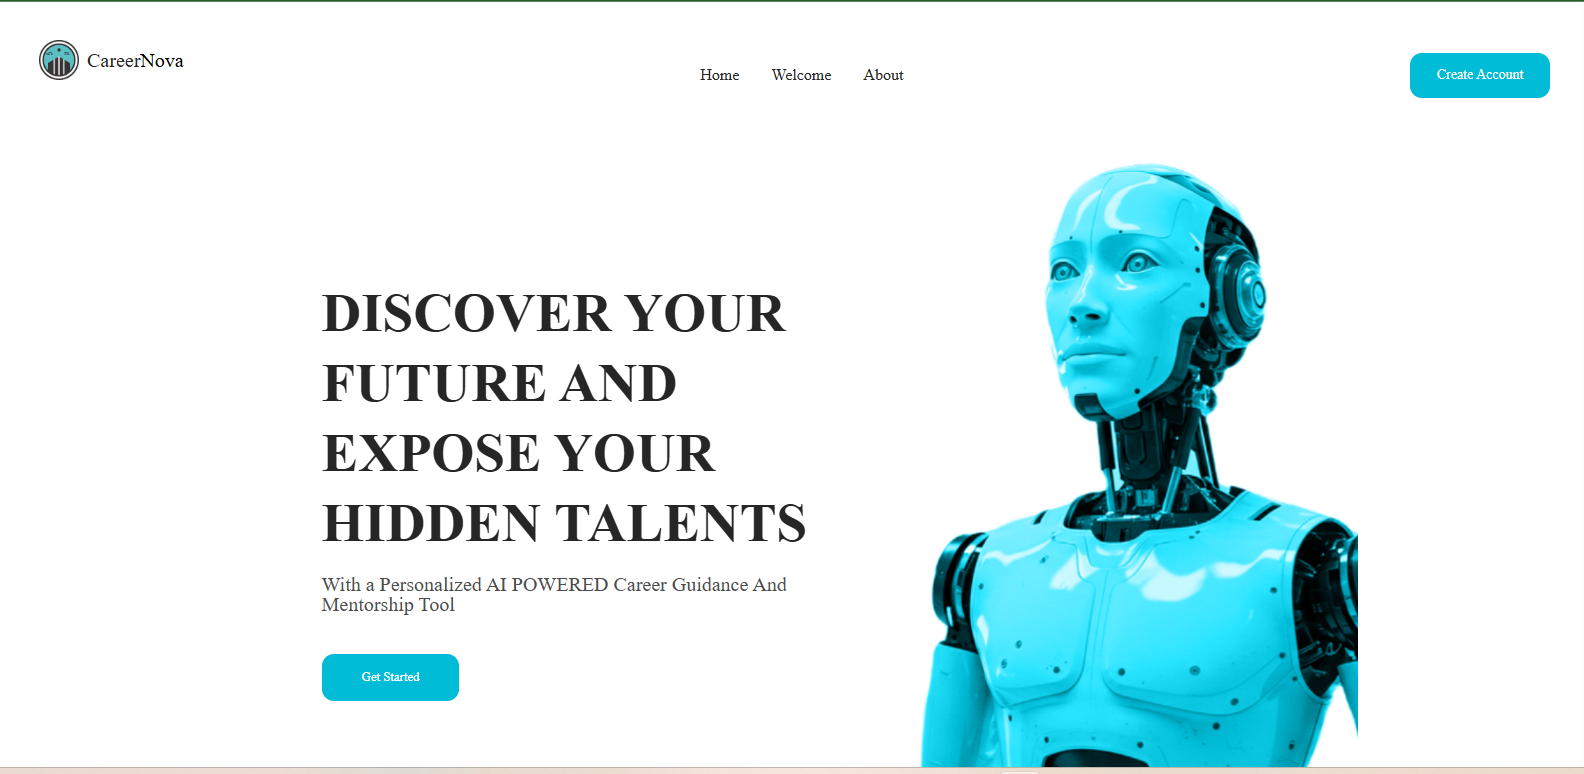 CareerNova
Home Welcome About
Create Account
DISCOVER YOUR
FUTURE AND
EXPOSE YOUR
HIDDEN TALENTS
With a Personalized AI POWERED Career Guidance And
Mentorship Tool
Get Started